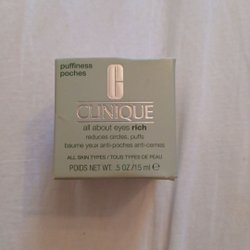 puffiness
poches
C
CLINIQUE
all about eyes rich
reduces circles, puffs
baume yeux anti-poches anti-cernes
ALL SKIN TYPES / TOUS TYPES DE PEAU
POIDS NET WT. .5 OZ/15 ml ℮